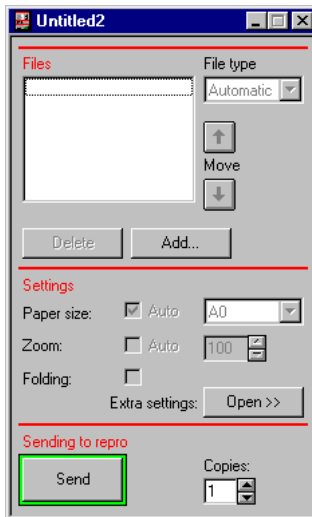 Untitled2
Files File type
Automatic
Move
Delete Add...
Settings
Paper size: Auto A0
Zoom: Auto 100
Folding:
Extra settings: Open >>
Sending to repro
Send Copies:
1